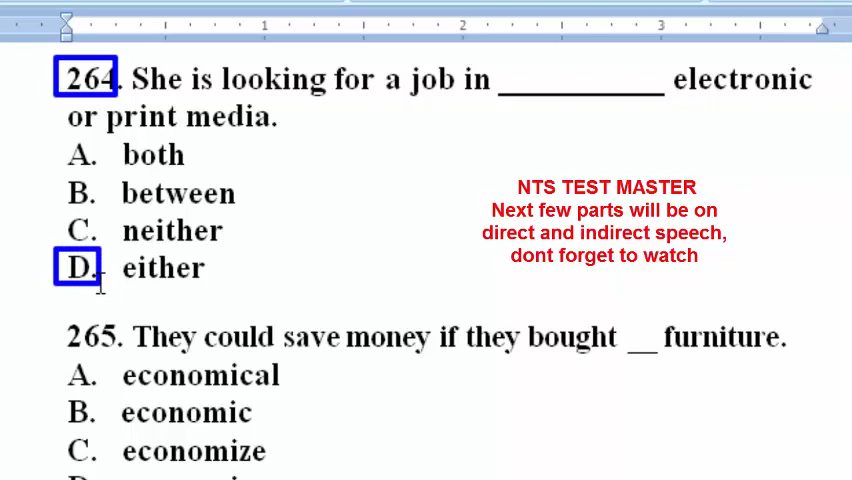 1 2 3
264. She is looking for a job in __________ electronic
or print media.
A. both
B. between
C. neither
D. either
NTS TEST MASTER
Next few parts will be on
direct and indirect speech,
dont forget to watch
265. They could save money if they bought __ furniture.
A. economical
B. economic
C. economize